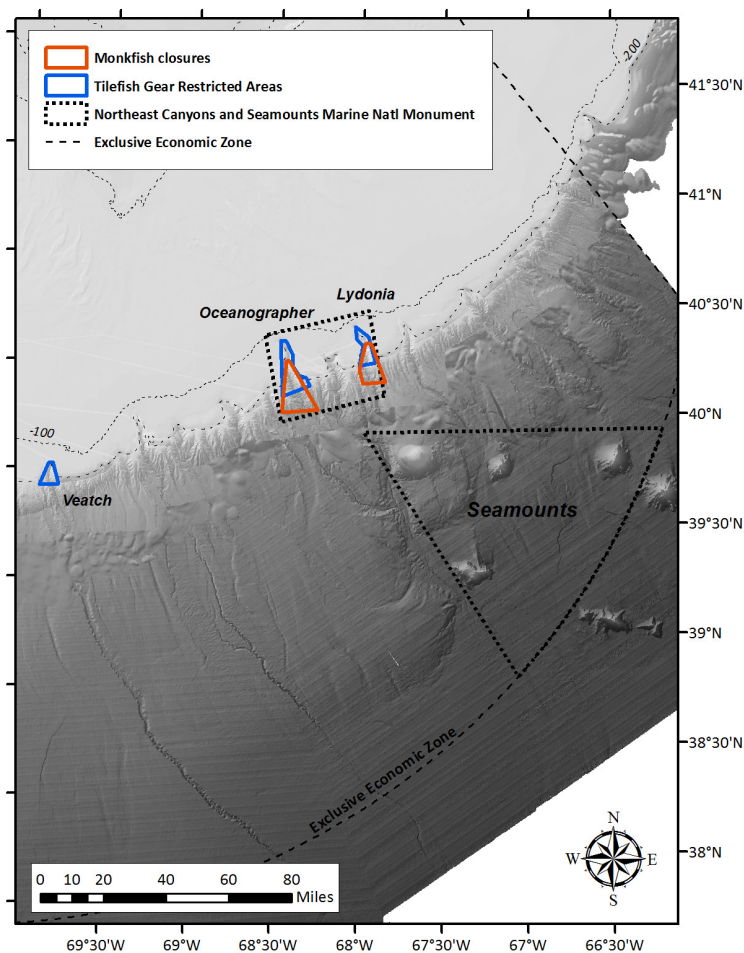 Monkfish closures
Tilefish Gear Restricted Areas
Northeast Canyons and Seamounts Marine Natl Monument
Exclusive Economic Zone
-200
41°30'N
41°N
40°30'N
40°N
39°30'N
39°N
38°30'N
38°N
Lydonia
Oceanographer
-100
Veatch
Seamounts
Exclusive Economic Zone
N
W E
S
0 10 20 40 60 80
Miles
69°30'W 69°W 68°30'W 68°W 67°30'W 67°W 66°30'W